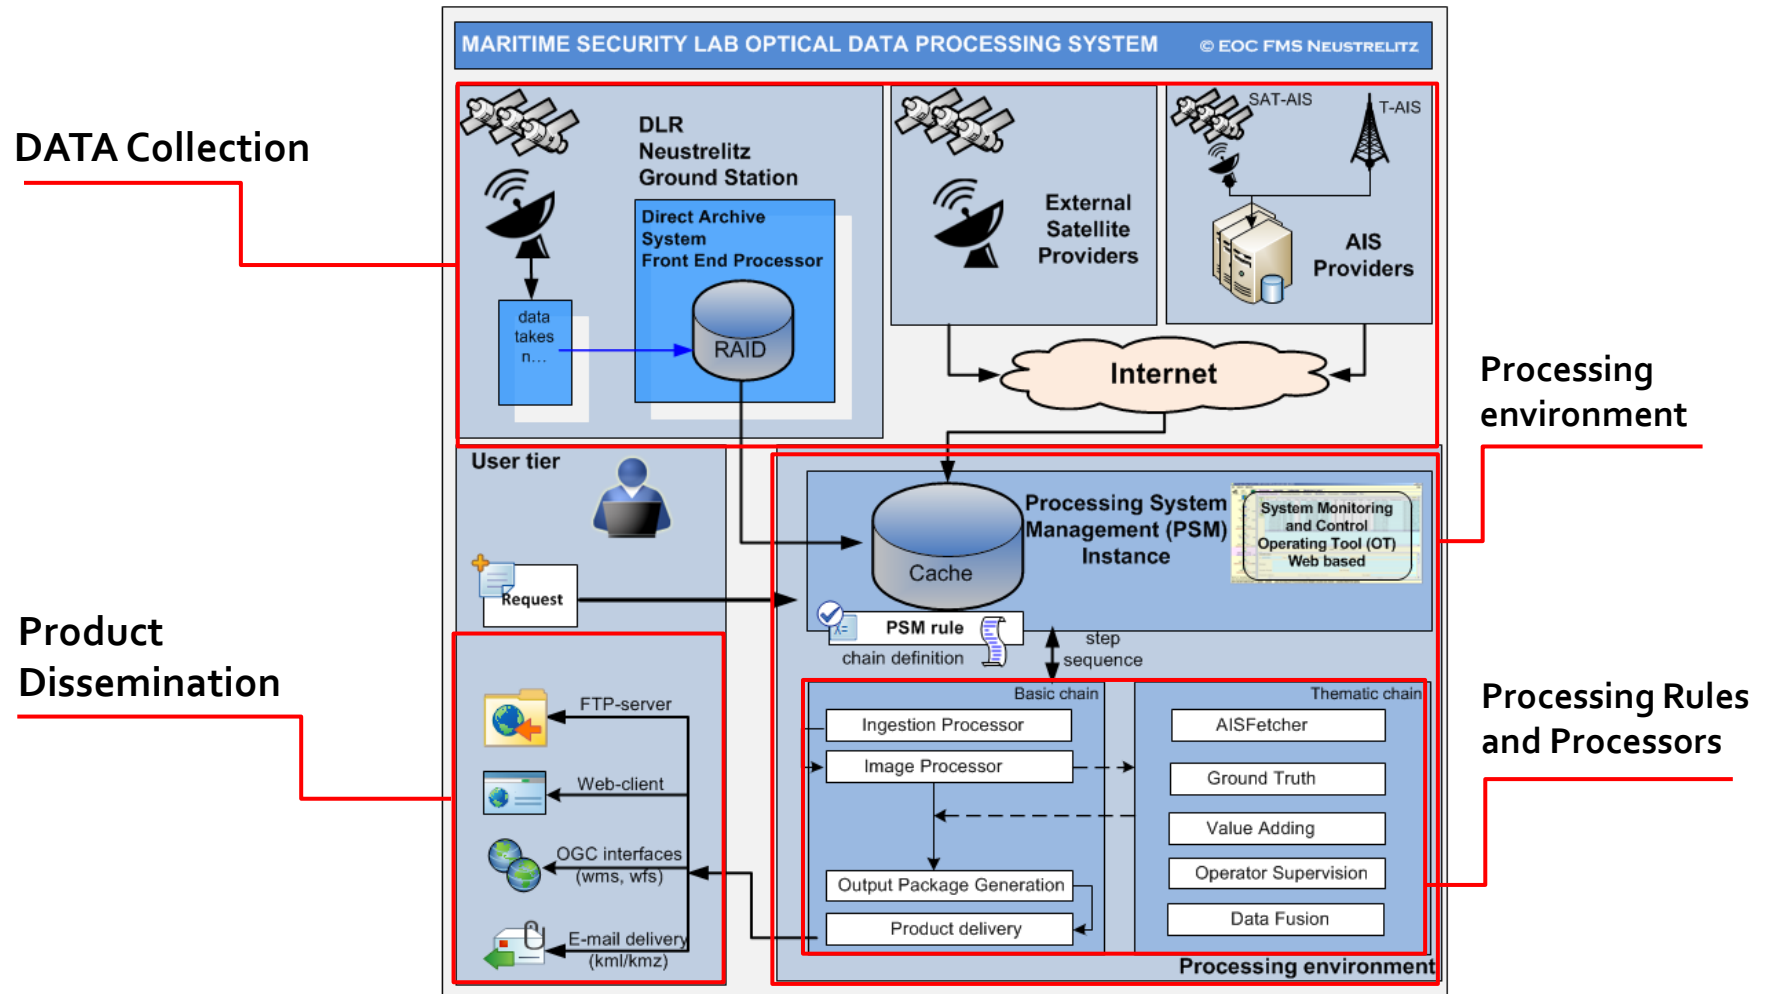 MARITIME SECURITY LAB OPTICAL DATA PROCESSING SYSTEM © EOC FMS NEUSTRELITZ
DATA Collection
DLR
Neustrelitz
Ground Station
Direct Archive
System
Front End Processor
data
takes
n...
RAID
External
Satellite
Providers
SAT-AIS
T-AIS
AIS
Providers
Internet
Processing
environment
User tier
Request
Processing System
Management (PSM)
Instance
System Monitoring
and Control
Operating Tool (OT)
Web based
Cache
PSM rule
chain definition
step
sequence
Product
Dissemination
FTP-server
Web-client
OGC interfaces
(wms, wfs)
E-mail delivery
(kml/kmz)
Basic chain
Ingestion Processor
Image Processor
Output Package Generation
Product delivery
Thematic chain
AISFetcher
Ground Truth
Value Adding
Operator Supervision
Data Fusion
Processing environment
Processing Rules
and Processors